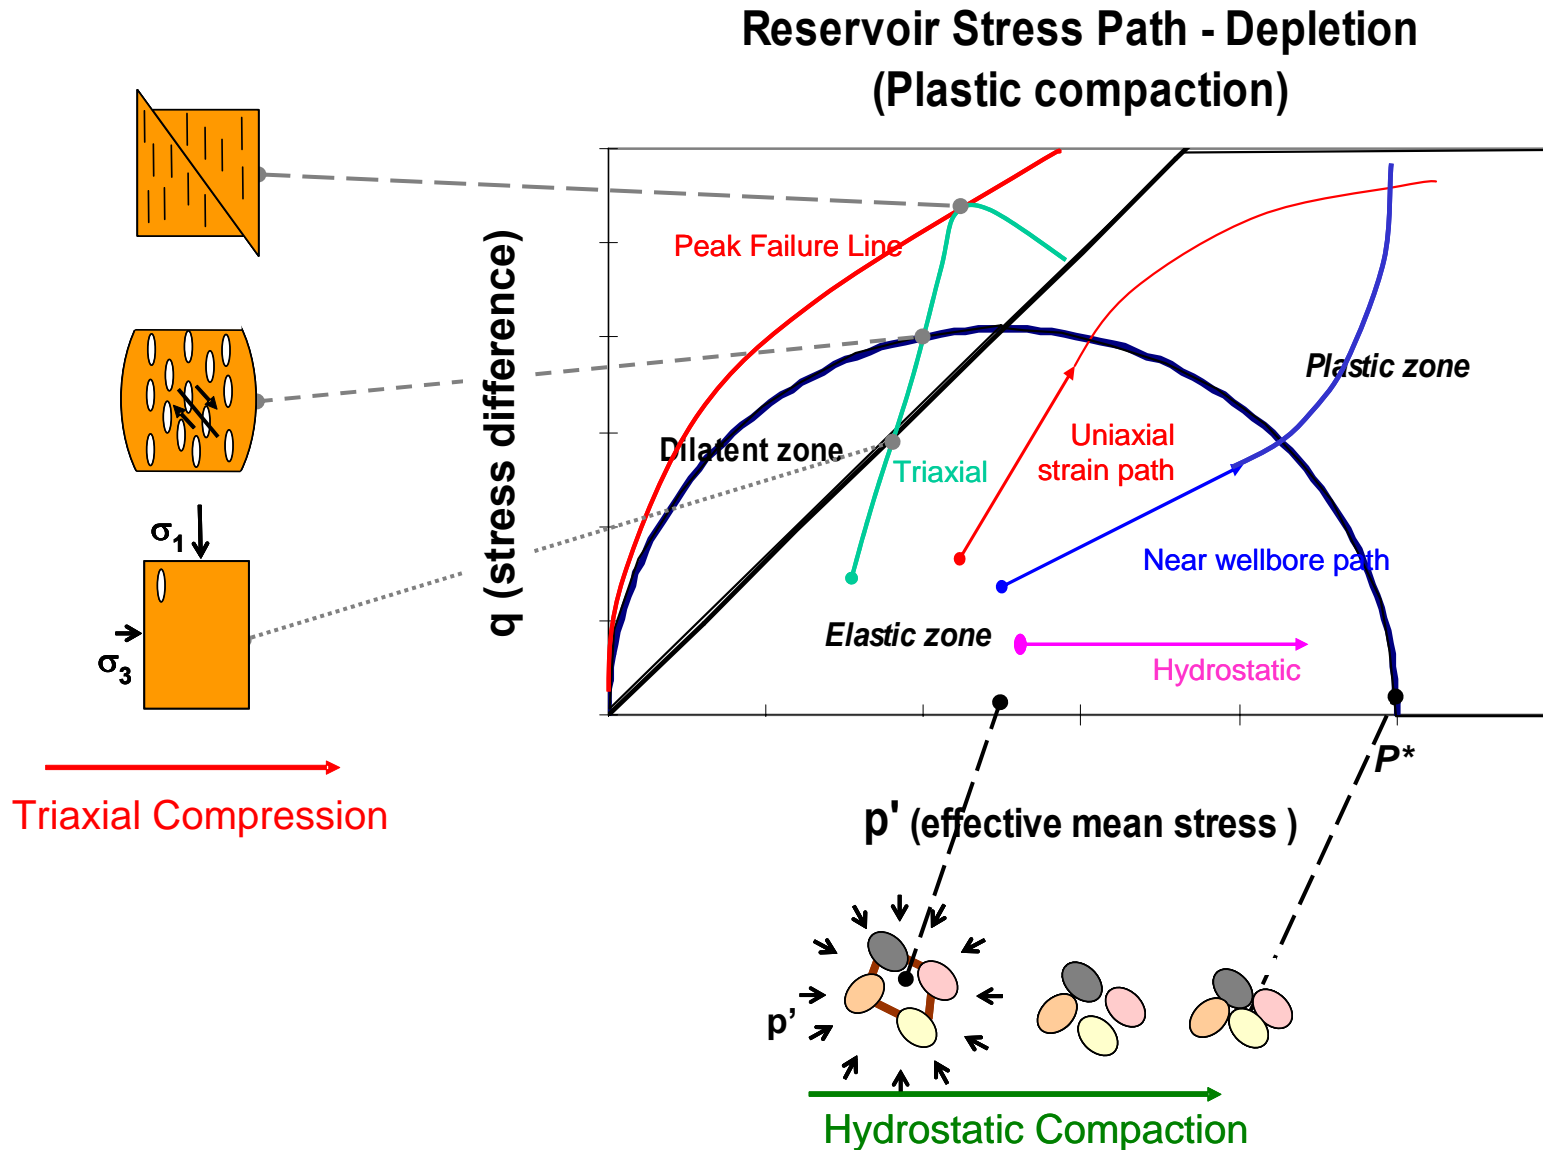 Reservoir Stress Path - Depletion
(Plastic compaction)
Peak Failure Line
q (stress difference)
Plastic zone
Dilatent zone
Triaxial
Uniaxial
strain path
σ1
Near wellbore path
Elastic zone
σ3
Hydrostatic
P*
Triaxial Compression
p' (effective mean stress )
p’
Hydrostatic Compaction